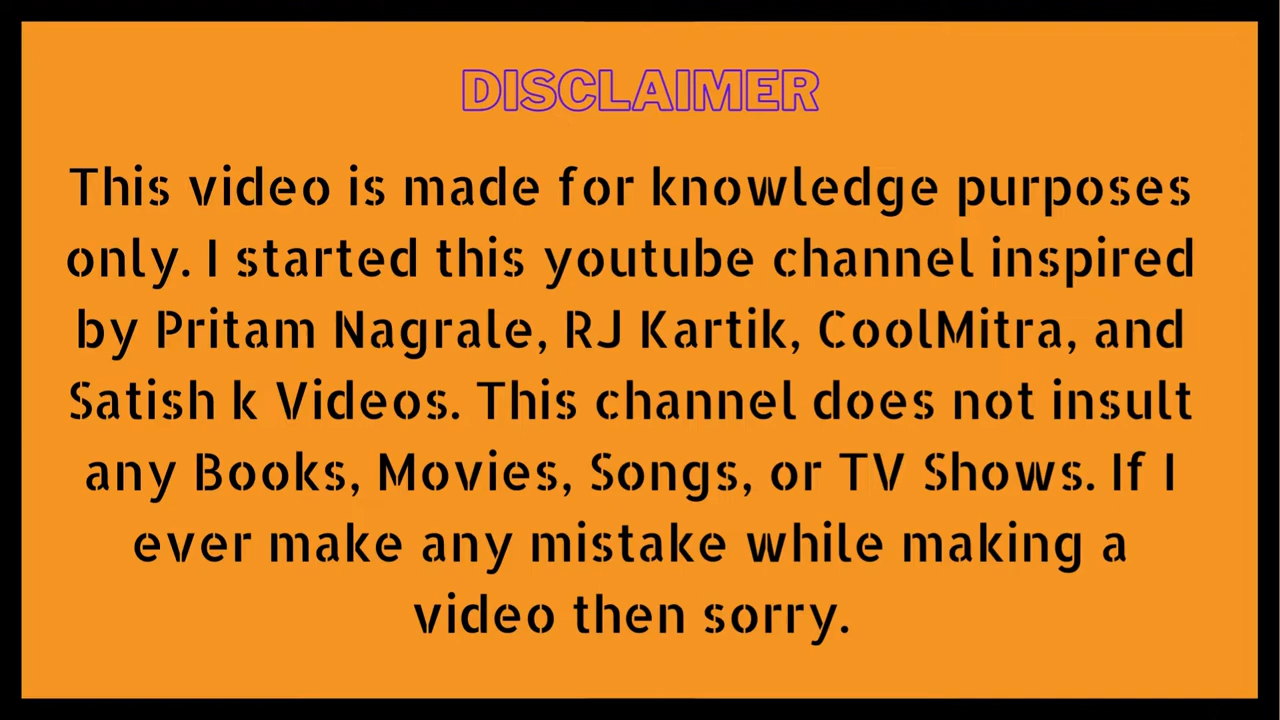 DISCLAIMER
This video is made for knowledge purposes
only. I started this youtube channel inspired
by Pritam Nagrale, RJ Kartik, CoolMitra, and
Satish k Videos. This channel does not insult
any Books, Movies, Songs, or TV Shows. If I
ever make any mistake while making a
video then sorry.